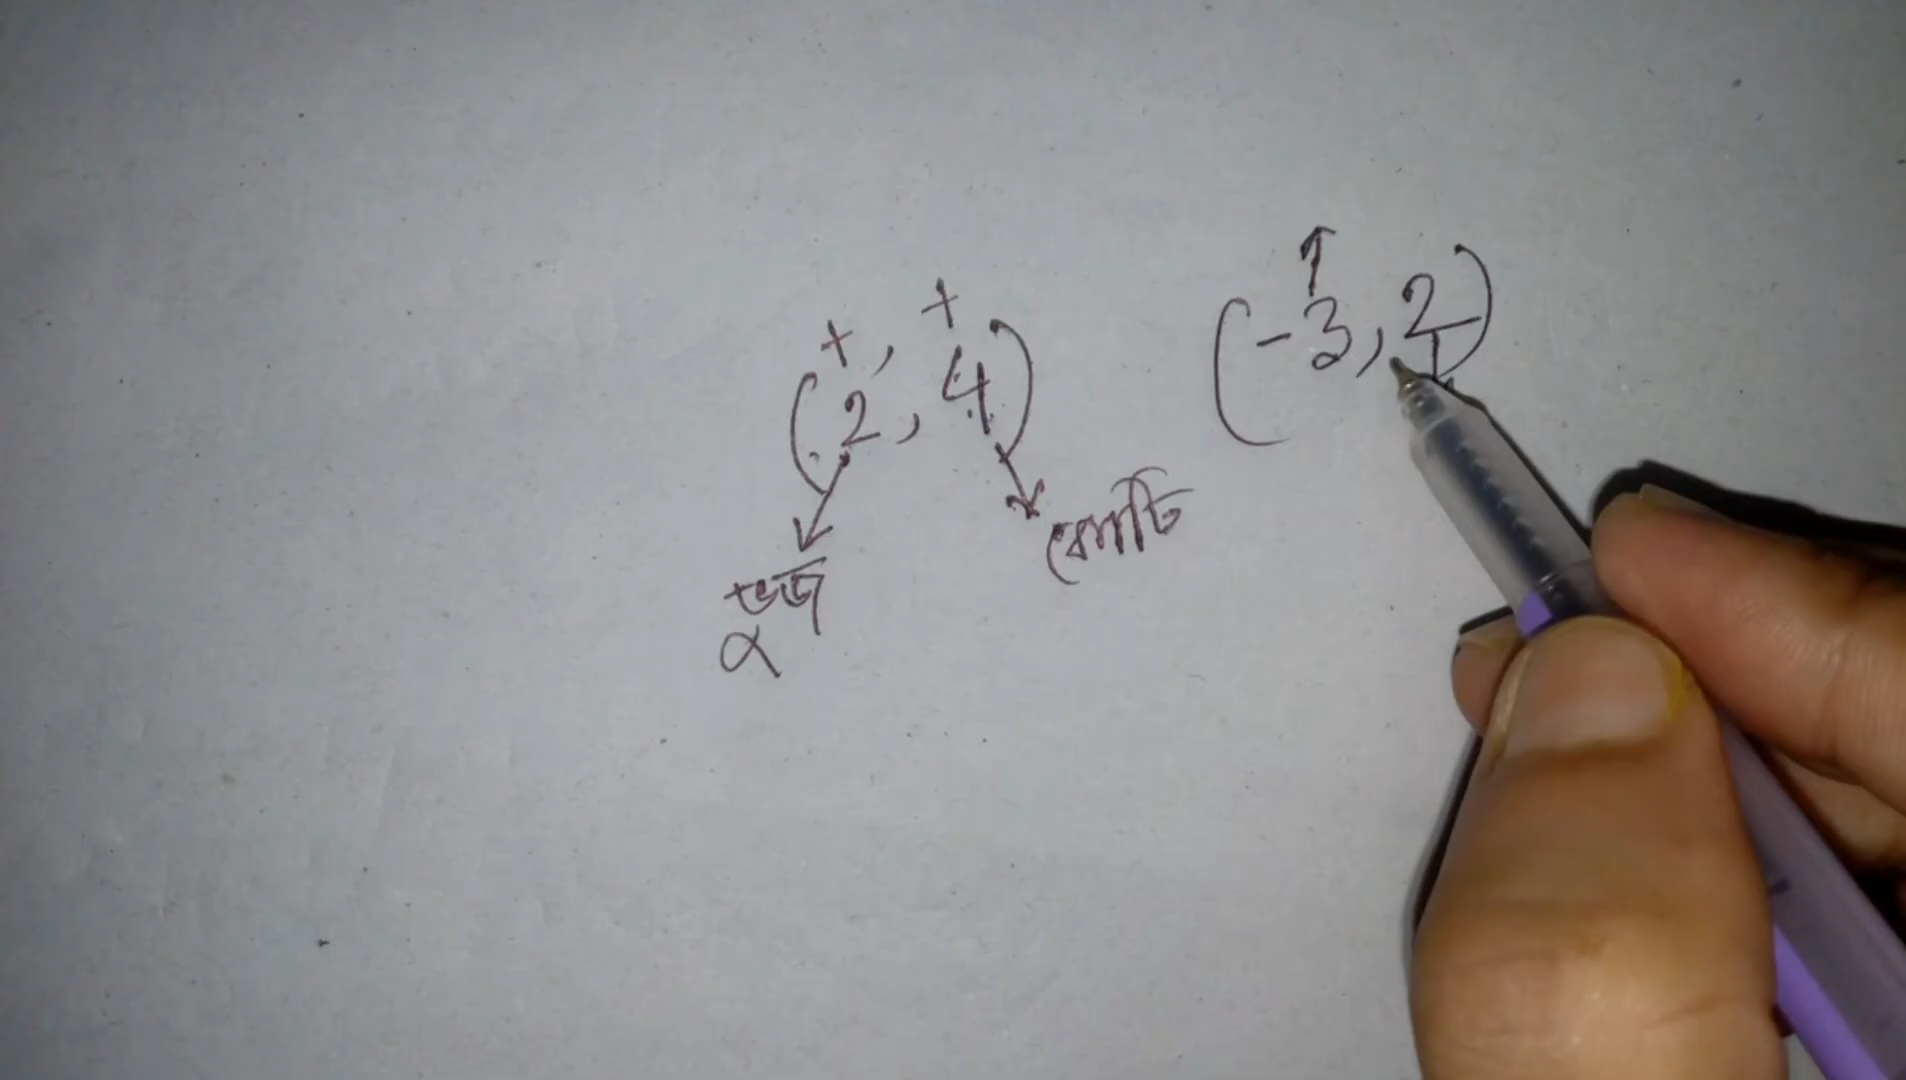 +, +
(2, 4)
(-3, 2)
ভুজ
কোটি